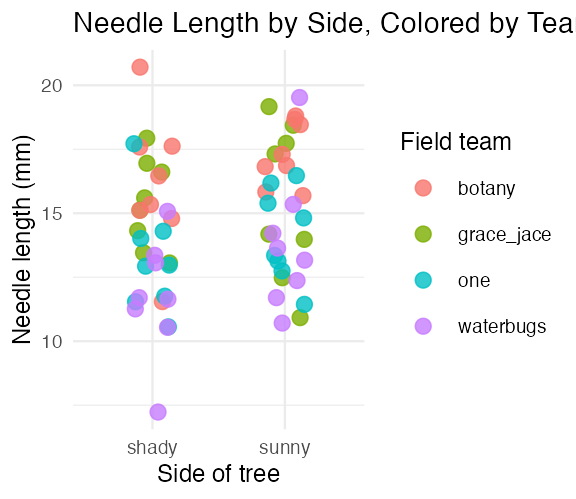 Needle Length by Side, Colored by Tea
Needle length (mm)
20
15
10
shady
sunny
Side of tree
Field team
botany
grace_jace
one
waterbugs